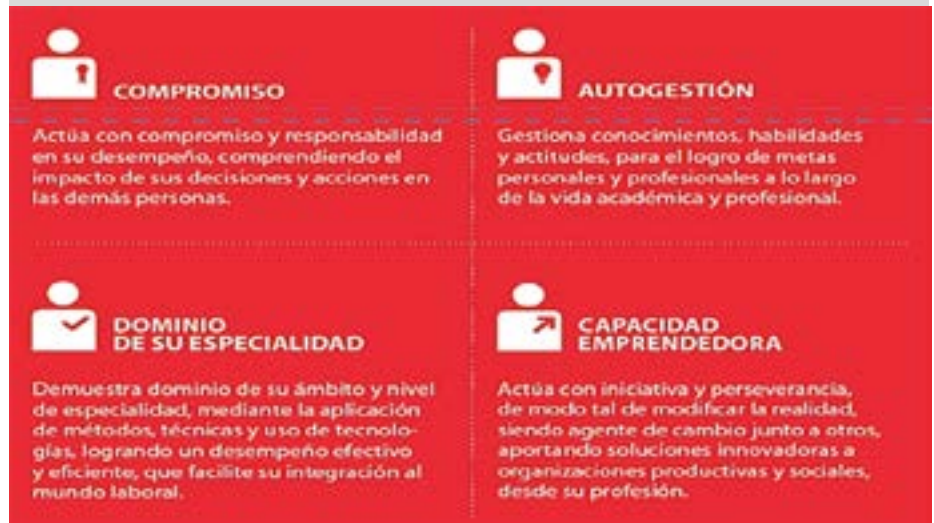 COMPROMISO
Actúa con compromiso y responsabilidad
en su desempeño, comprendiendo el
impacto de sus decisiones y acciones en
las demás personas.
AUTOGESTIÓN
Gestiona conocimientos, habilidades
y actitudes, para el logro de metas
personales y profesionales a lo largo
de la vida académica y profesional.
DOMINIO
DE SU ESPECIALIDAD
Demuestra dominio de su ámbito y nivel
de especialidad, mediante la aplicación
de métodos, técnicas y uso de tecnolo-
gías, logrando un desempeño efectivo
y eficiente, que facilite su integración al
mundo laboral.
CAPACIDAD
EMPRENDEDORA
Actúa con iniciativa y perseverancia,
de modo tal de modificar la realidad,
siendo agente de cambio junto a otros,
aportando soluciones innovadoras a
organizaciones productivas y sociales,
desde su profesión.